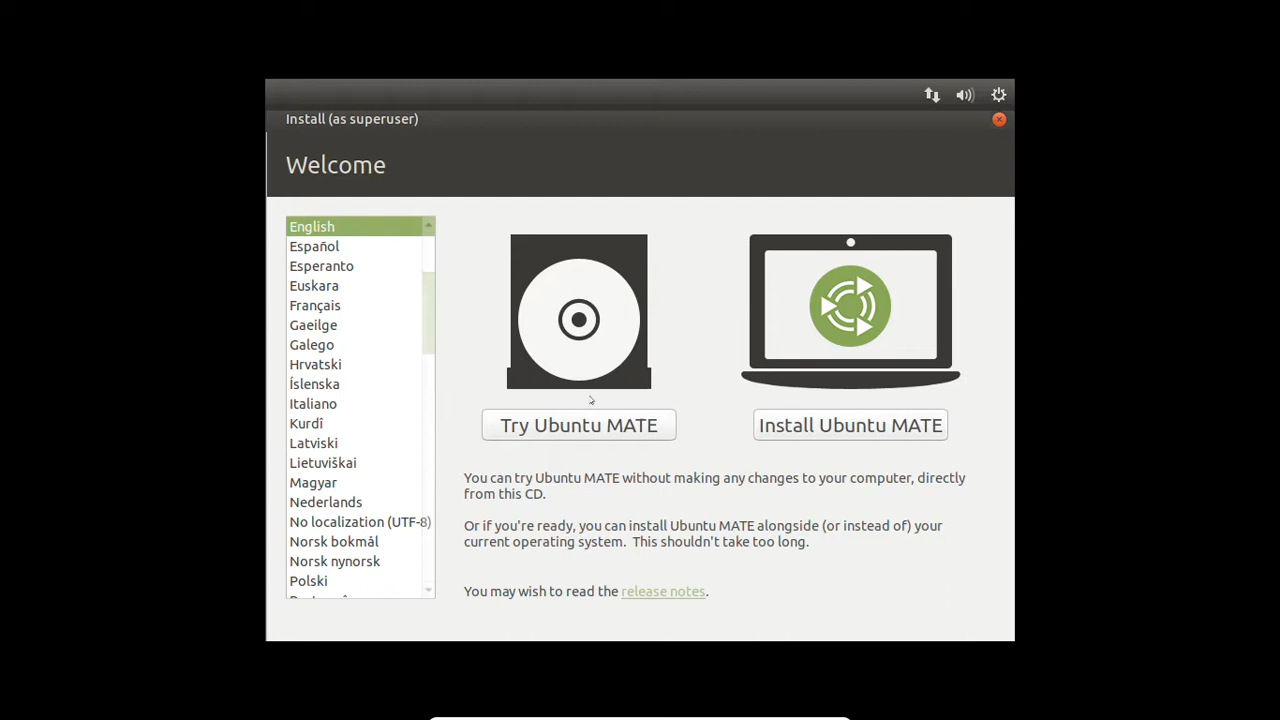 Install (as superuser)
Welcome
English
Español
Esperanto
Euskara
Français
Gaeilge
Galego
Hrvatski
Íslenska
Italiano
Kurdî
Latviski
Lietuviškai
Magyar
Nederlands
No localization (UTF-8)
Norsk bokmål
Norsk nynorsk
Polski
Try Ubuntu MATE
Install Ubuntu MATE
You can try Ubuntu MATE without making any changes to your computer, directly
from this CD.
Or if you're ready, you can install Ubuntu MATE alongside (or instead of) your
current operating system. This shouldn't take too long.
You may wish to read the release notes.